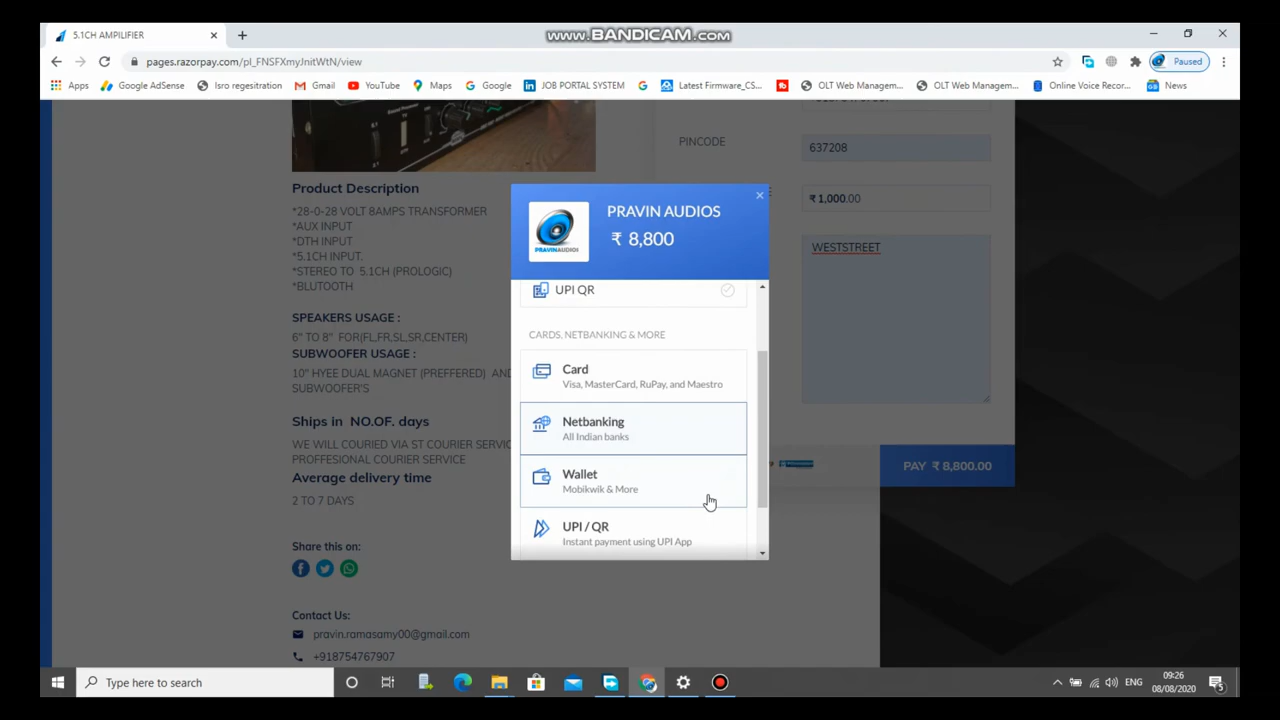 www.BANDICAM.com
5.1CH AMPILIFIER
pages.razorpay.com/pl_FNSFXmyJnitWtN/view
Paused
Apps
Google AdSense
Isro regesitration
Gmail
YouTube
Maps
Google
JOB PORTAL SYSTEM
Latest Firmware_CS...
OLT Web Managem...
OLT Web Managem...
Online Voice Recor...
News
PINCODE
637208
₹ 1,000.00
WESTSTREET
Product Description
*28-0-28 VOLT 8AMPS TRANSFORMER
*AUX INPUT
*DTH INPUT
*5.1CH INPUT.
*STEREO TO 5.1CH (PROLOGIC)
*BLUTOOTH
SPEAKERS USAGE :
6" TO 8" FOR(FL,FR,SL,SR,CENTER)
SUBWOOFER USAGE :
10" HYEE DUAL MAGNET (PREFFERED) AND
SUBWOOFER'S
Ships in NO.OF. days
WE WILL COURIED VIA ST COURIER SERVIC
PROFFESIONAL COURIER SERVICE
Average delivery time
2 TO 7 DAYS
Share this on:
Contact Us:
pravin.ramasamy00@gmail.com
+918754767907
PRAVIN AUDIOS
₹ 8,800
PRAVINAUDIOS
UPI QR
CARDS, NETBANKING & MORE
Card
Visa, MasterCard, RuPay, and Maestro
Netbanking
All Indian banks
Wallet
Mobikwik & More
UPI / QR
Instant payment using UPI App
PAY ₹ 8,800.00
Type here to search
ENG
09:26
08/08/2020
5